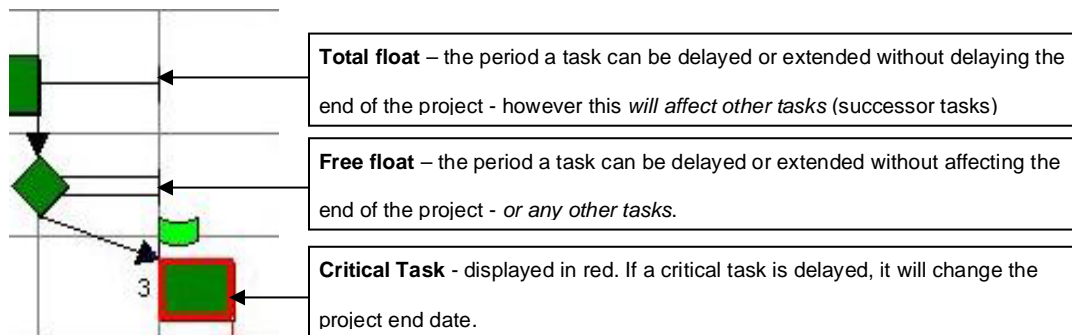 Total float – the period a task can be delayed or extended without delaying the
end of the project - however this will affect other tasks (successor tasks)
Free float – the period a task can be delayed or extended without affecting the
end of the project - or any other tasks.
Critical Task - displayed in red. If a critical task is delayed, it will change the
project end date.
3